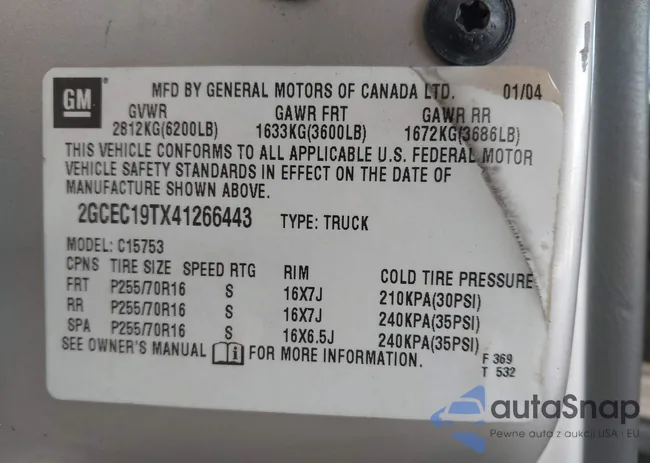 GM
MFD BY GENERAL MOTORS OF CANADA LTD. 01/04
GVWR GAWR FRT GAWR RR
2812KG(6200LB) 1633KG(3600LB) 1672KG(3686LB)
THIS VEHICLE CONFORMS TO ALL APPLICABLE U.S. FEDERAL MOTOR
VEHICLE SAFETY STANDARDS IN EFFECT ON THE DATE OF
MANUFACTURE SHOWN ABOVE.
2GCEC19TX41266443 TYPE: TRUCK
MODEL: C15753
CPNS TIRE SIZE SPEED RTG RIM COLD TIRE PRESSURE
FRT P255/70R16 S 16X7J 210KPA(30PSI)
RR P255/70R16 S 16X7J 240KPA(35PSI)
SPA P255/70R16 S 16X6.5J 240KPA(35PSI)
SEE OWNER'S MANUAL i FOR MORE INFORMATION.
F 369
T 532
autaSnap
Pewne auta z aukcji USA · EU